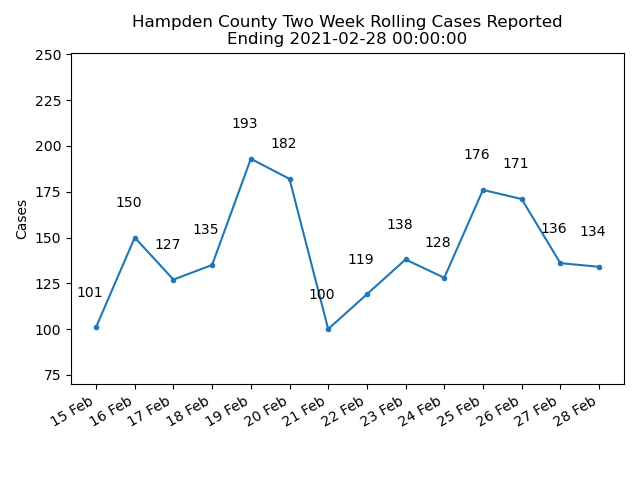 Hampden County Two Week Rolling Cases Reported
Ending 2021-02-28 00:00:00
250
225
200
175
150
125
100
75
Cases
101
150
127
135
193
182
100
119
138
128
176
171
136
134
15 Feb
16 Feb
17 Feb
18 Feb
19 Feb
20 Feb
21 Feb
22 Feb
23 Feb
24 Feb
25 Feb
26 Feb
27 Feb
28 Feb